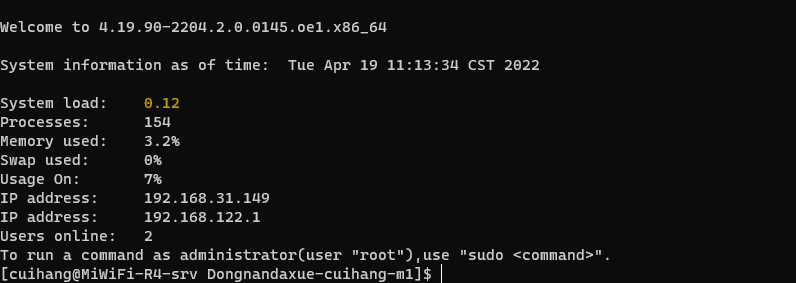 Welcome to 4.19.90-2204.2.0.0145.oe1.x86_64
System information as of time:  Tue Apr 19 11:13:34 CST 2022
System load:    0.12
Processes:      154
Memory used:    3.2%
Swap used:      0%
Usage On:       7%
IP address:     192.168.31.149
IP address:     192.168.122.1
Users online:   2
To run a command as administrator(user "root"),use "sudo <command>".
[cuihang@MiWiFi-R4-srv Dongnandaxue-cuihang-m1]$